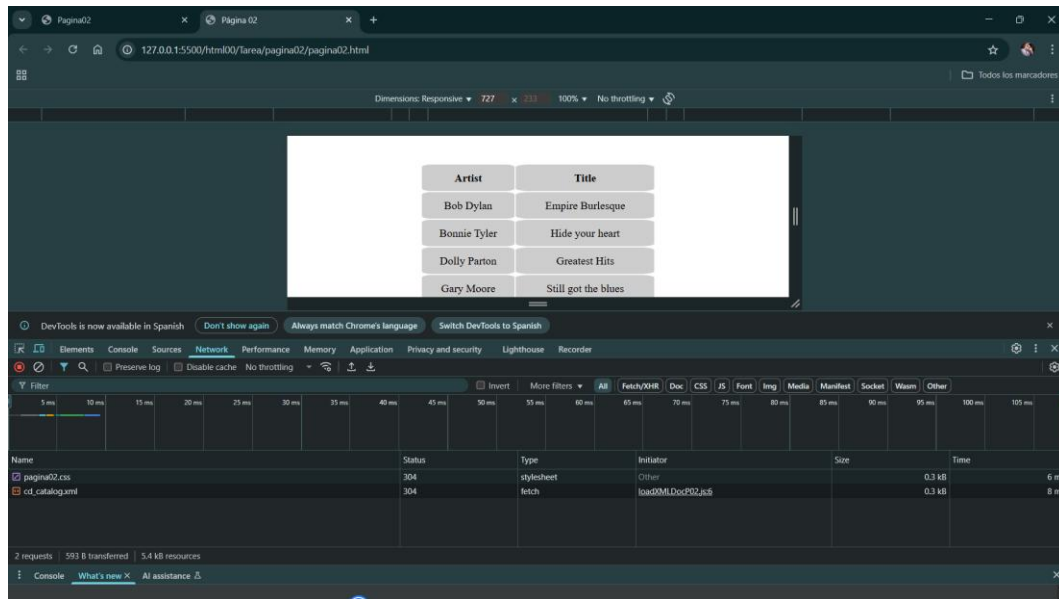 Pagina02
Página 02
127.0.0.1:5500/html00/Tarea/pagina02/pagina02.html
Todos los marcadores
Dimensions: Responsive 727 x 233 100% No throttling
Artist Title
Bob Dylan Empire Burlesque
Bonnie Tyler Hide your heart
Dolly Parton Greatest Hits
Gary Moore Still got the blues
DevTools is now available in Spanish Don't show again Always match Chrome's language Switch DevTools to Spanish
Elements Console Sources Network Performance Memory Application Privacy and security Lighthouse Recorder
Preserve log Disable cache No throttling
Filter Invert More filters All Fetch/XHR Doc CSS JS Font Img Media Manifest Socket Wasm Other
5 ms 10 ms 15 ms 20 ms 25 ms 30 ms 35 ms 40 ms 45 ms 50 ms 55 ms 60 ms 65 ms 70 ms 75 ms 80 ms 85 ms 90 ms 95 ms 100 ms 105 ms
Name Status Type Initiator Size Time
pagina02.css 304 stylesheet Other 0.3 kB 6 m
cd_catalog.xml 304 fetch loadXMLDocP02.js:6 0.3 kB 8 m
2 requests 593 B transferred 5.4 kB resources
Console What's new AI assistance